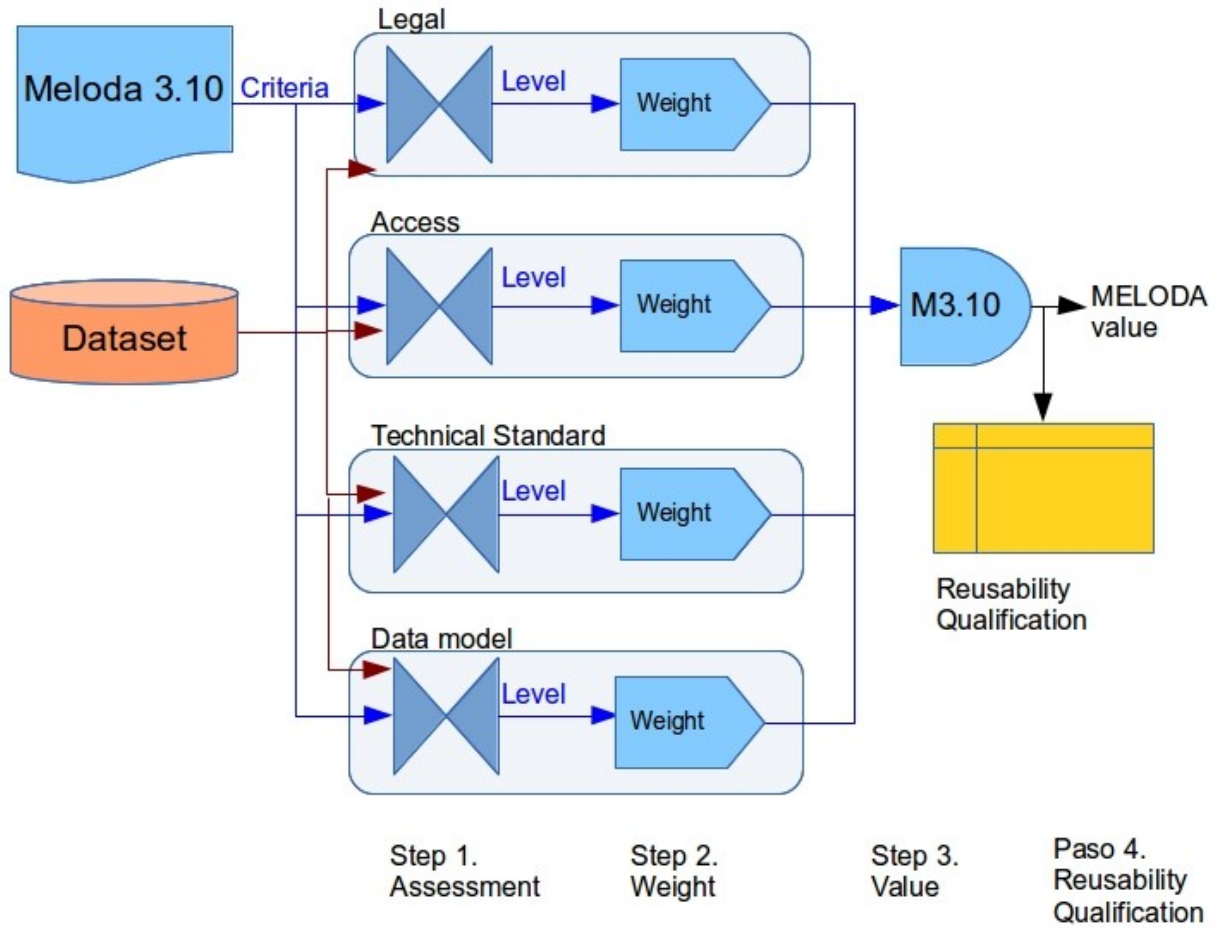 Legal
Meloda 3.10
Criteria
Level
Weight
Access
Level
Weight
Dataset
M3.10
MELODA
value
Technical Standard
Level
Weight
Reusability
Qualification
Data model
Level
Weight
Step 1.
Assessment
Step 2.
Weight
Step 3.
Value
Paso 4.
Reusability
Qualification